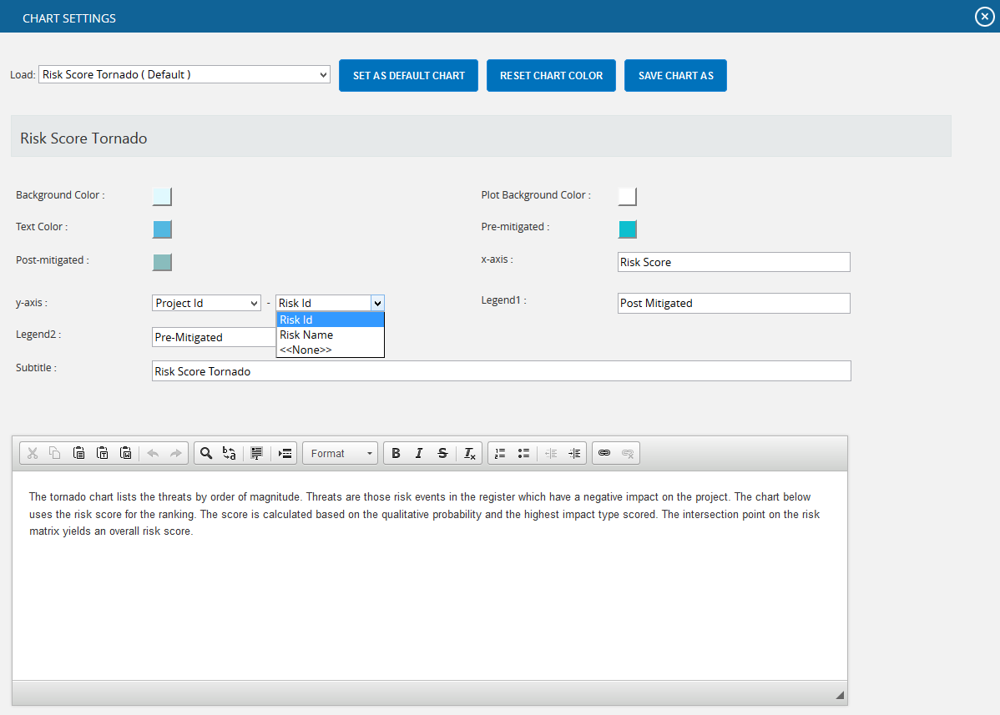 CHART SETTINGS
Load: Risk Score Tornado ( Default ) SET AS DEFAULT CHART RESET CHART COLOR SAVE CHART AS
Risk Score Tornado
Background Color : Plot Background Color :
Text Color : Pre-mitigated :
Post-mitigated : x-axis : Risk Score
y-axis : Project Id - Risk Id Legend1 : Post Mitigated
Risk Id
Risk Name
<<None>>
Legend2 : Pre-Mitigated
Subtitle : Risk Score Tornado
Format B I S Tx
The tornado chart lists the threats by order of magnitude. Threats are those risk events in the register which have a negative impact on the project. The chart below
uses the risk score for the ranking. The score is calculated based on the qualitative probability and the highest impact type scored. The intersection point on the risk
matrix yields an overall risk score.